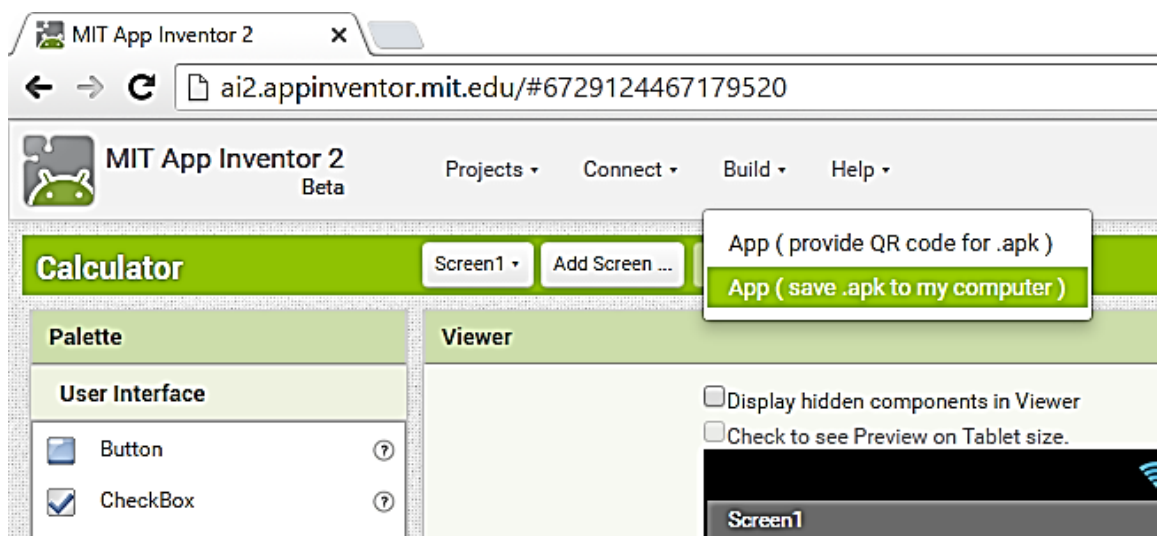 MIT App Inventor 2
ai2.appinventor.mit.edu/#6729124467179520
MIT App Inventor 2
Beta
Projects
Connect
Build
Help
App ( provide QR code for .apk )
App ( save .apk to my computer )
Calculator
Screen1
Add Screen ...
Palette
Viewer
User Interface
Display hidden components in Viewer
Check to see Preview on Tablet size.
Button
CheckBox
Screen1